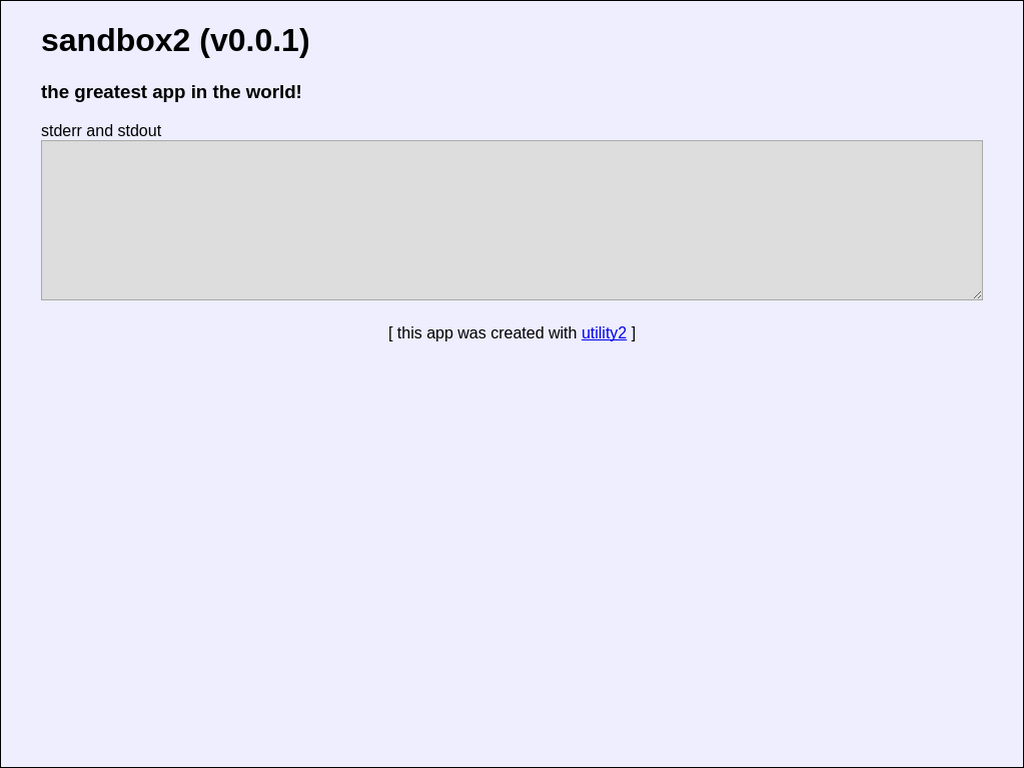 sandbox2 (v0.0.1)
the greatest app in the world!
stderr and stdout
[ this app was created with utility2 ]